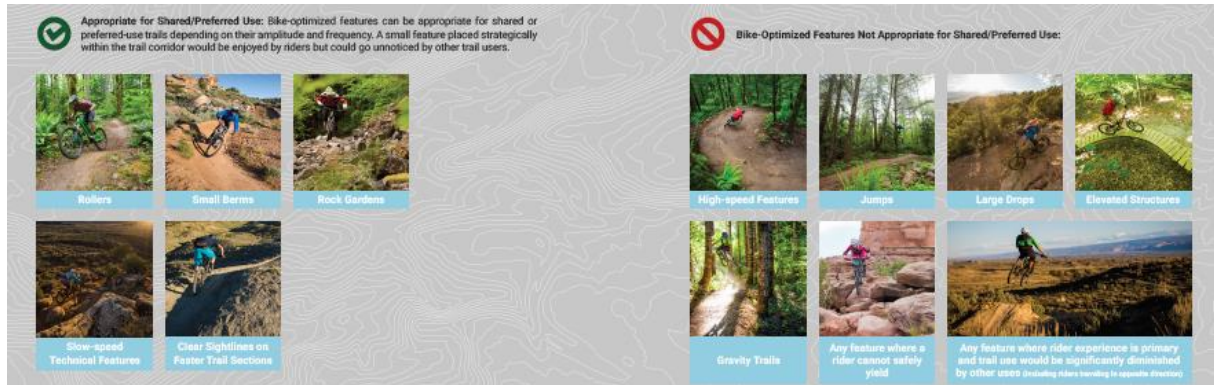 Appropriate for Shared/Preferred Use: Bike-optimized features can be appropriate for shared or
preferred-use trails depending on their amplitude and frequency. A small feature placed strategically
within the trail corridor would be enjoyed by riders but could go unnoticed by other trail users.
Rollers
Small Berms
Rock Gardens
Slow-speed
Technical Features
Clear Sightlines on
Faster Trail Sections
Bike-Optimized Features Not Appropriate for Shared/Preferred Use:
High-speed Features
Jumps
Large Drops
Elevated Structures
Gravity Trails
Any feature where a
rider cannot safely
yield
Any feature where rider experience is primary
and trail use would be significantly diminished
by other uses (including riders traveling in opposite direction)